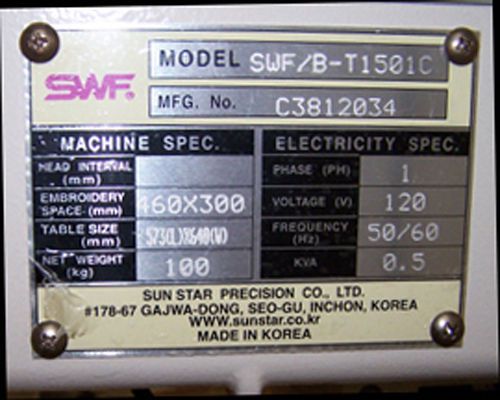 SWF
MODEL SWF/B-T1501C
MFG. No. C3812034
MACHINE SPEC.
HEAD INTERVAL (mm)
EMBROIDERY SPACE (mm) 460X300
TABLE SIZE (mm) 573(L)X640(W)
NET WEIGHT (kg) 100
ELECTRICITY SPEC.
PHASE (PH) 1
VOLTAGE (V) 120
FREQUENCY (Hz) 50/60
KVA 0.5
SUN STAR PRECISION CO., LTD.
#178-67 GAJWA-DONG, SEO-GU, INCHON, KOREA
www.sunstar.co.kr
MADE IN KOREA